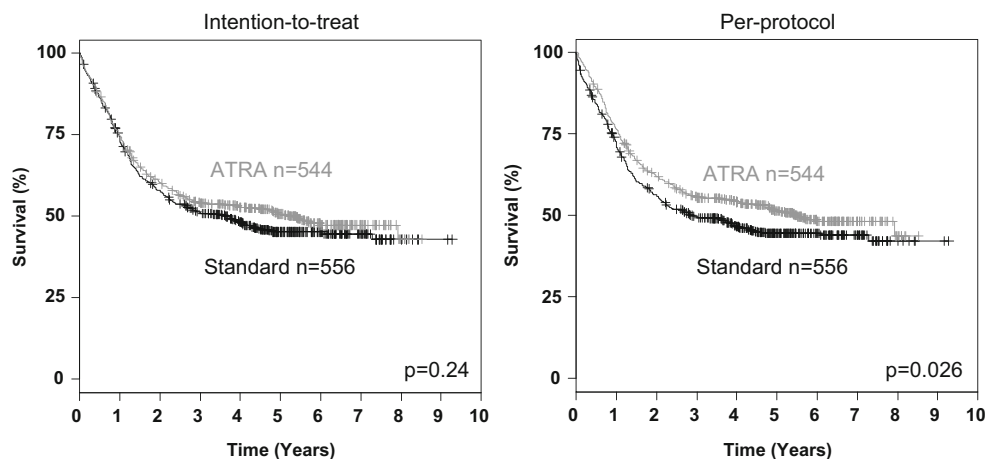 Intention-to-treat
100
75
50
25
0
Survival (%)
ATRA n=544
Standard n=556
p=0.24
0 1 2 3 4 5 6 7 8 9 10
Time (Years)
Per-protocol
100
75
50
25
0
Survival (%)
ATRA n=544
Standard n=556
p=0.026
0 1 2 3 4 5 6 7 8 9 10
Time (Years)